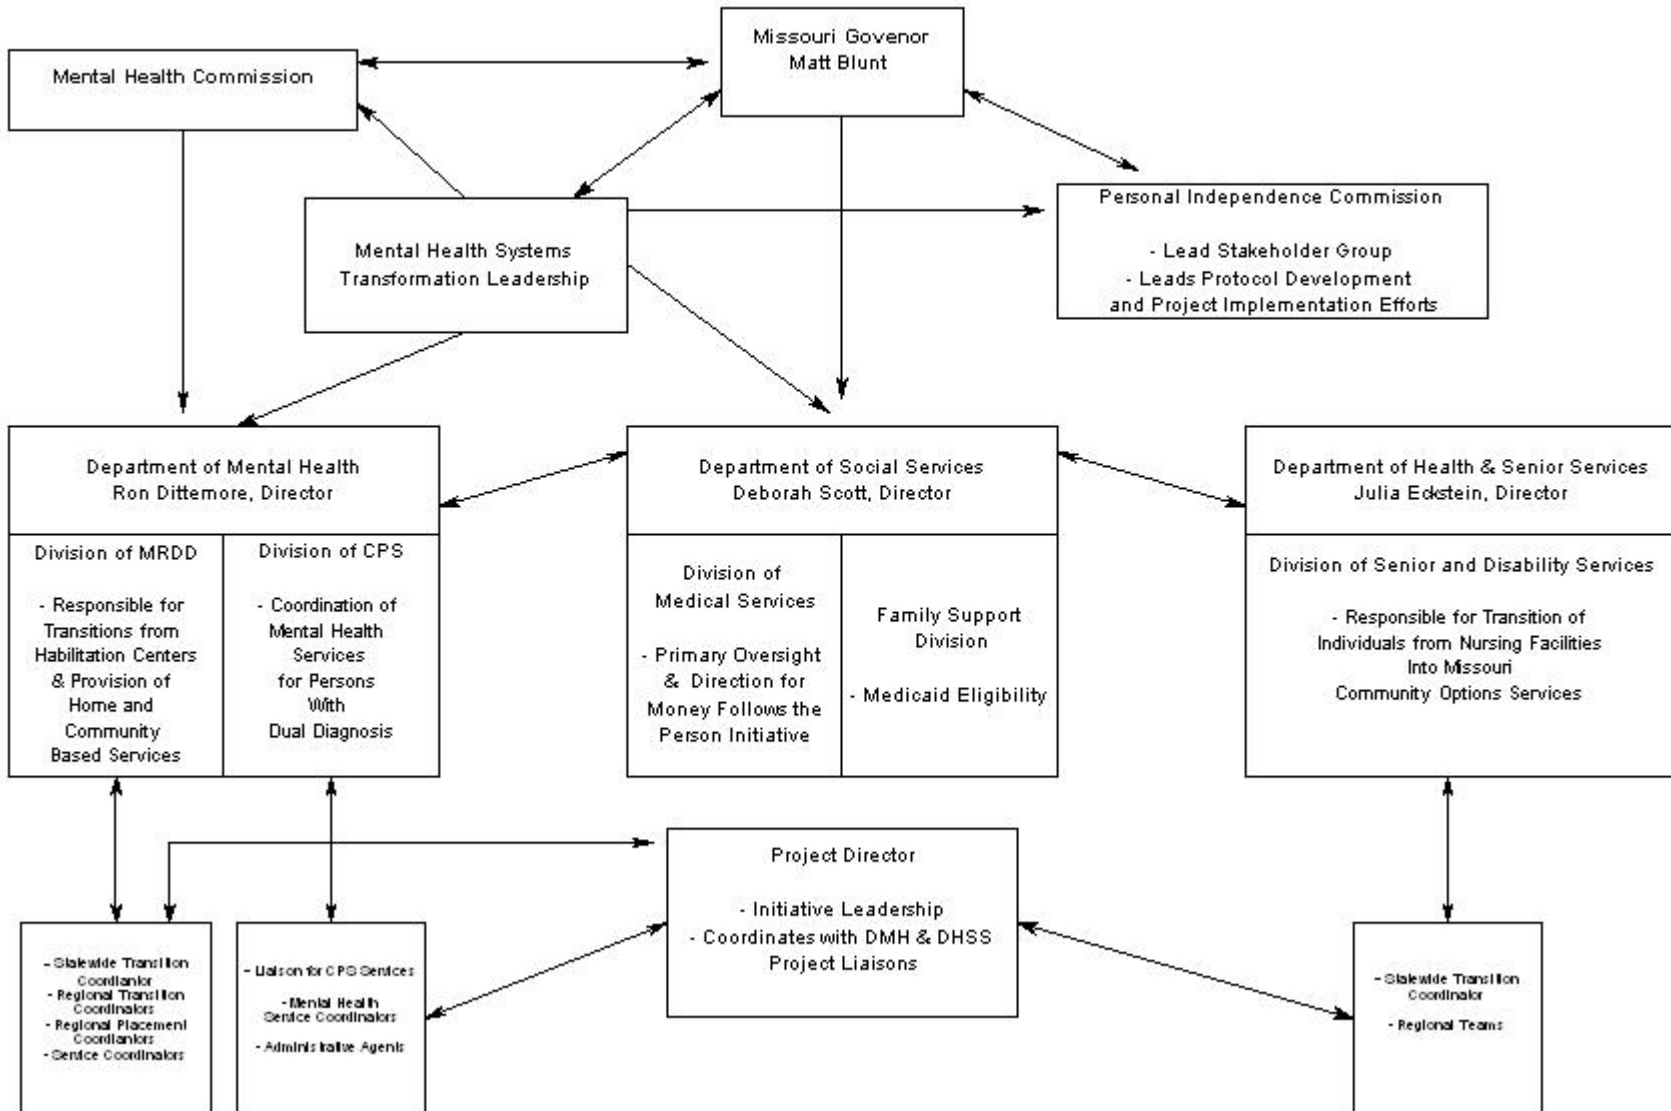 Mental Health Commission
Missouri Govenor
Matt Blunt
Mental Health Systems
Transformation Leadership
Personal Independence Commission
- Lead Stakeholder Group
- Leads Protocol Development
and Project Implementation Efforts
Department of Mental Health
Ron Dittemore, Director
Division of MRDD
- Responsible for
Transitions from
Habilitation Centers
& Provision of
Home and
Community
Based Services
Division of CPS
- Coordination of
Mental Health
Services
for Persons
With
Dual Diagnosis
Department of Social Services
Deborah Scott, Director
Division of
Medical Services
- Primary Oversight
& Direction for
Money Follows the
Person Initiative
Family Support
Division
- Medicaid Eligibility
Department of Health & Senior Services
Julia Eckstein, Director
Division of Senior and Disability Services
- Responsible for Transition of
Individuals from Nursing Facilities
Into Missouri
Community Options Services
Project Director
- Initiative Leadership
- Coordinates with DMH & DHSS
Project Liaisons
- Statewide Transition
Coordiantor
- Regional Transition
Coordinators
- Regional Placement
Coordiantors
- Service Coordinators
- Liaison for CPS Services
- Mental Health
Service Coordinators
- Administrative Agents
- Statewide Transition
Coordinator
- Regional Teams